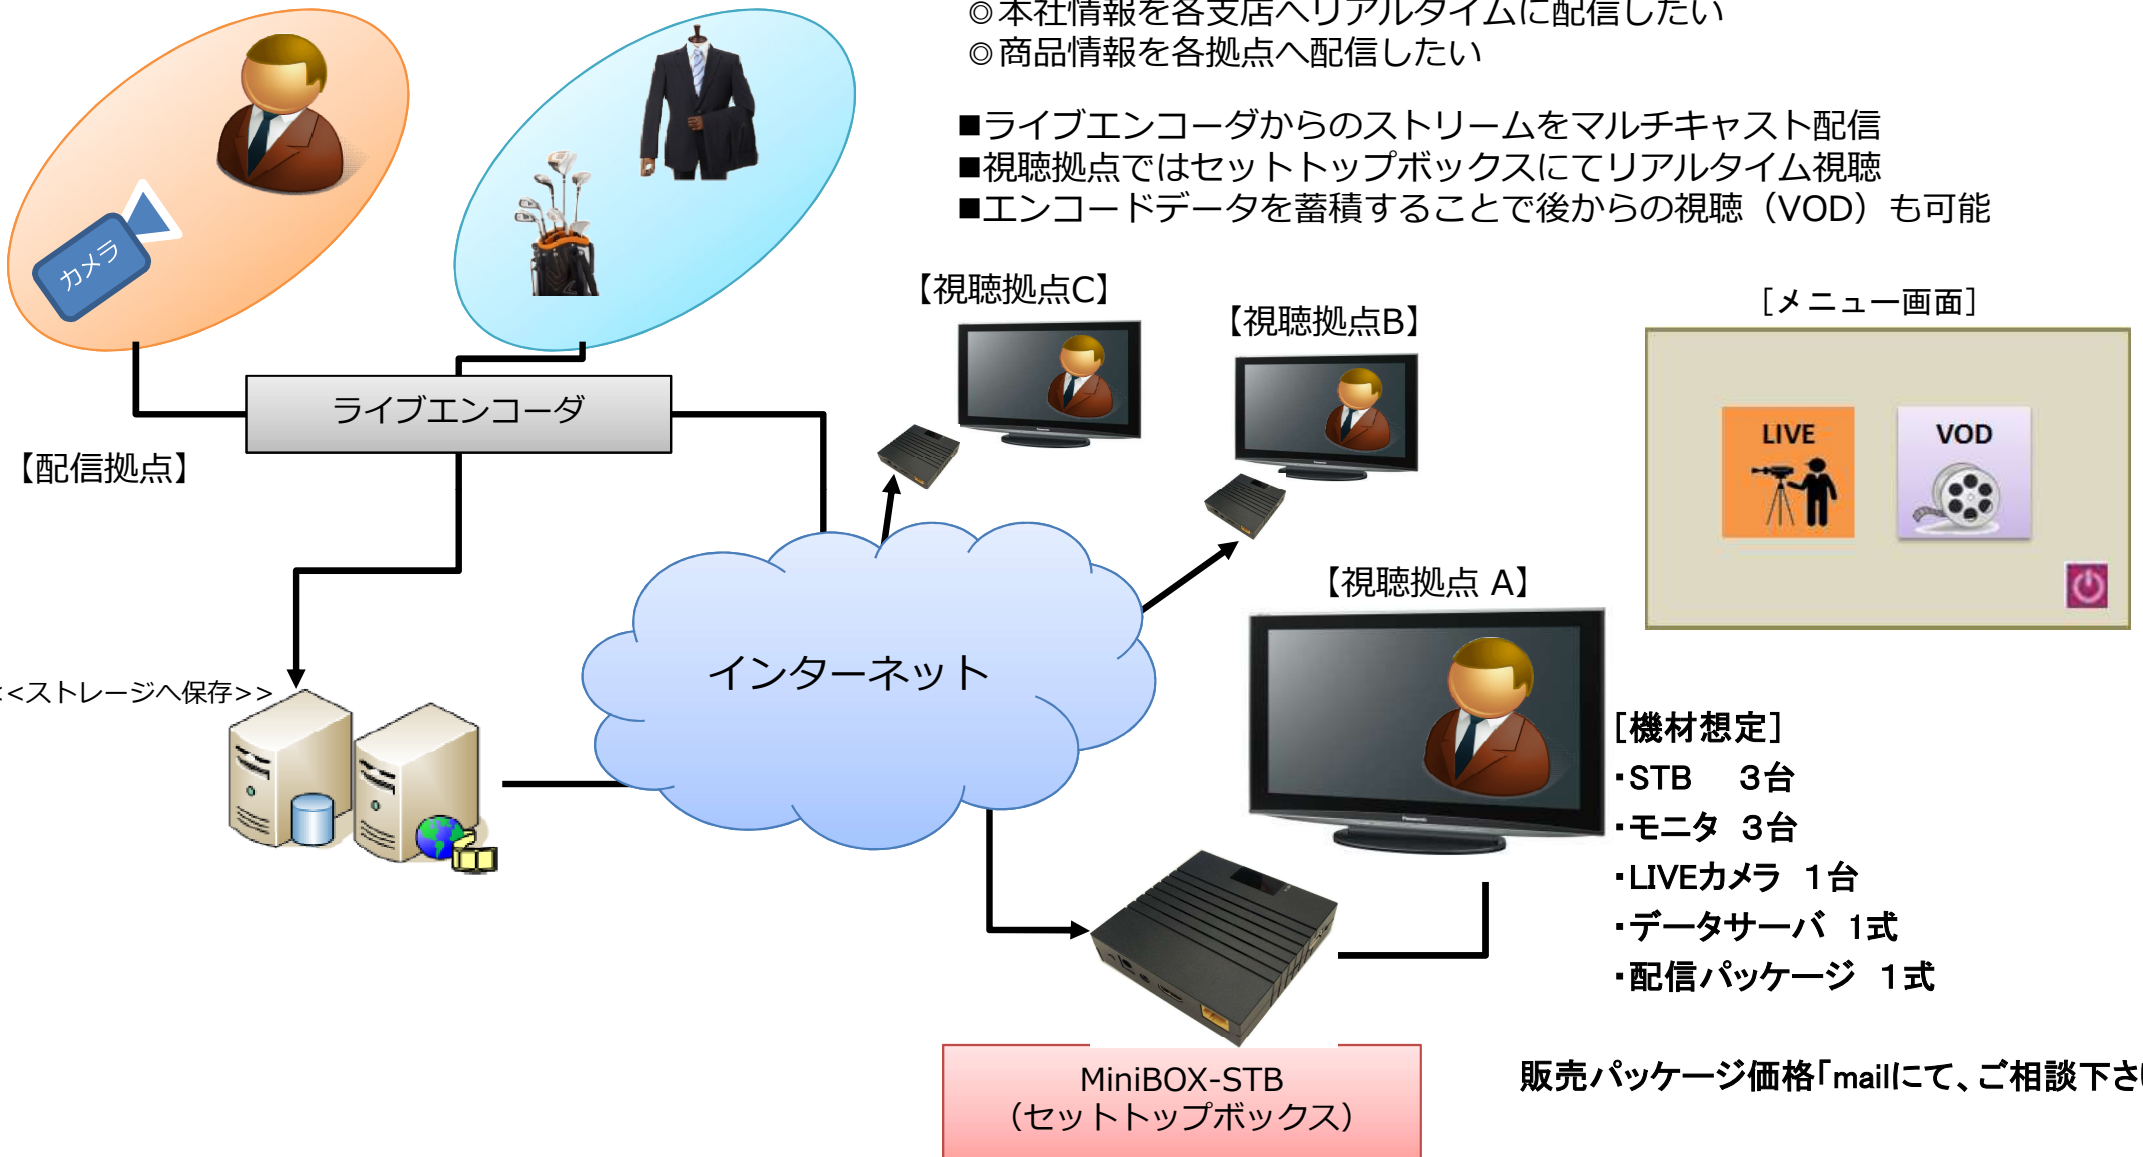 ◎本社情報を各支店へリアルタイムに配信したい
◎商品情報を各拠点へ配信したい
■ライブエンコーダからのストリームをマルチキャスト配信
■視聴拠点ではセットトップボックスにてリアルタイム視聴
■エンコードデータを蓄積することで後からの視聴（VOD）も可能
カメラ
【視聴拠点C】
【視聴拠点B】
［メニュー画面］
ライブエンコーダ
LIVE
VOD
【配信拠点】
【視聴拠点 A】
インターネット
<<ストレージへ保存>>
［機材想定］
・STB　３台
・モニタ　３台
・LIVEカメラ　１台
・データサーバ　1式
・配信パッケージ　１式
MiniBOX-STB
（セットトップボックス）
販売パッケージ価格「mailにて、ご相談下さ